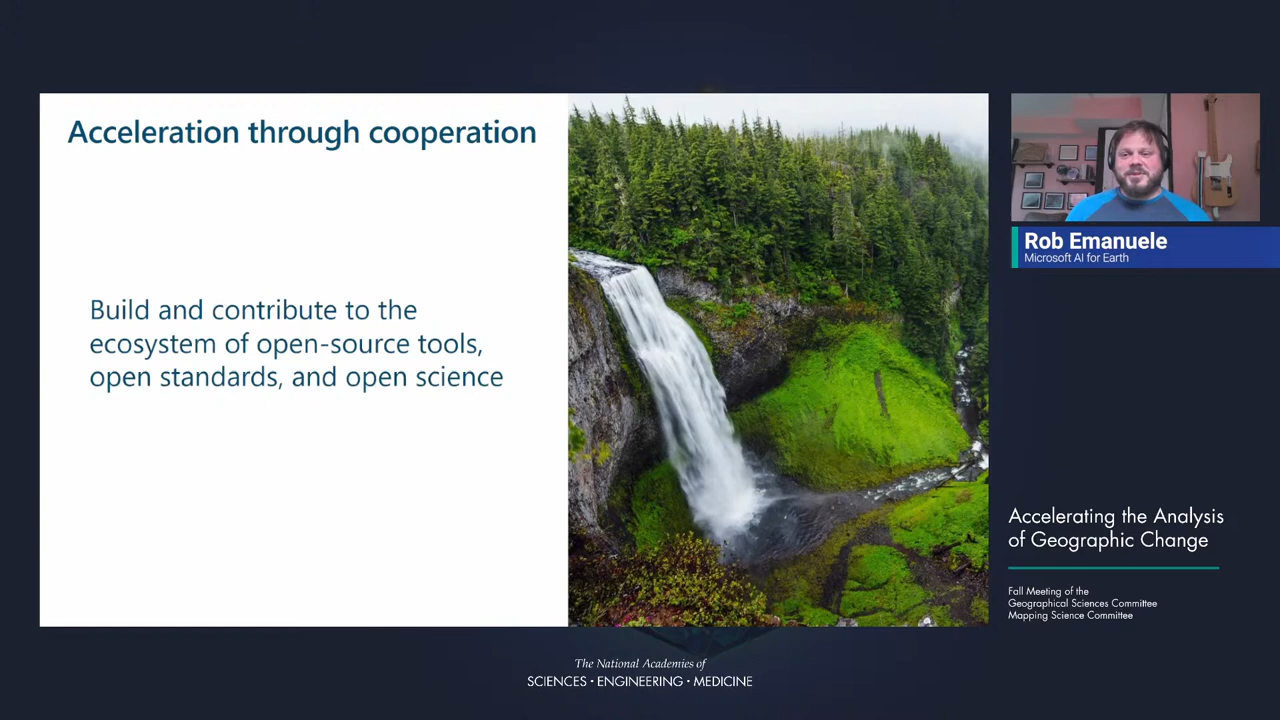 Acceleration through cooperation
Build and contribute to the
ecosystem of open-source tools,
open standards, and open science
Rob Emanuele
Microsoft AI for Earth
Accelerating the Analysis
of Geographic Change
Fall Meeting of the
Geographical Sciences Committee
Mapping Science Committee
The National Academies of
SCIENCES · ENGINEERING · MEDICINE